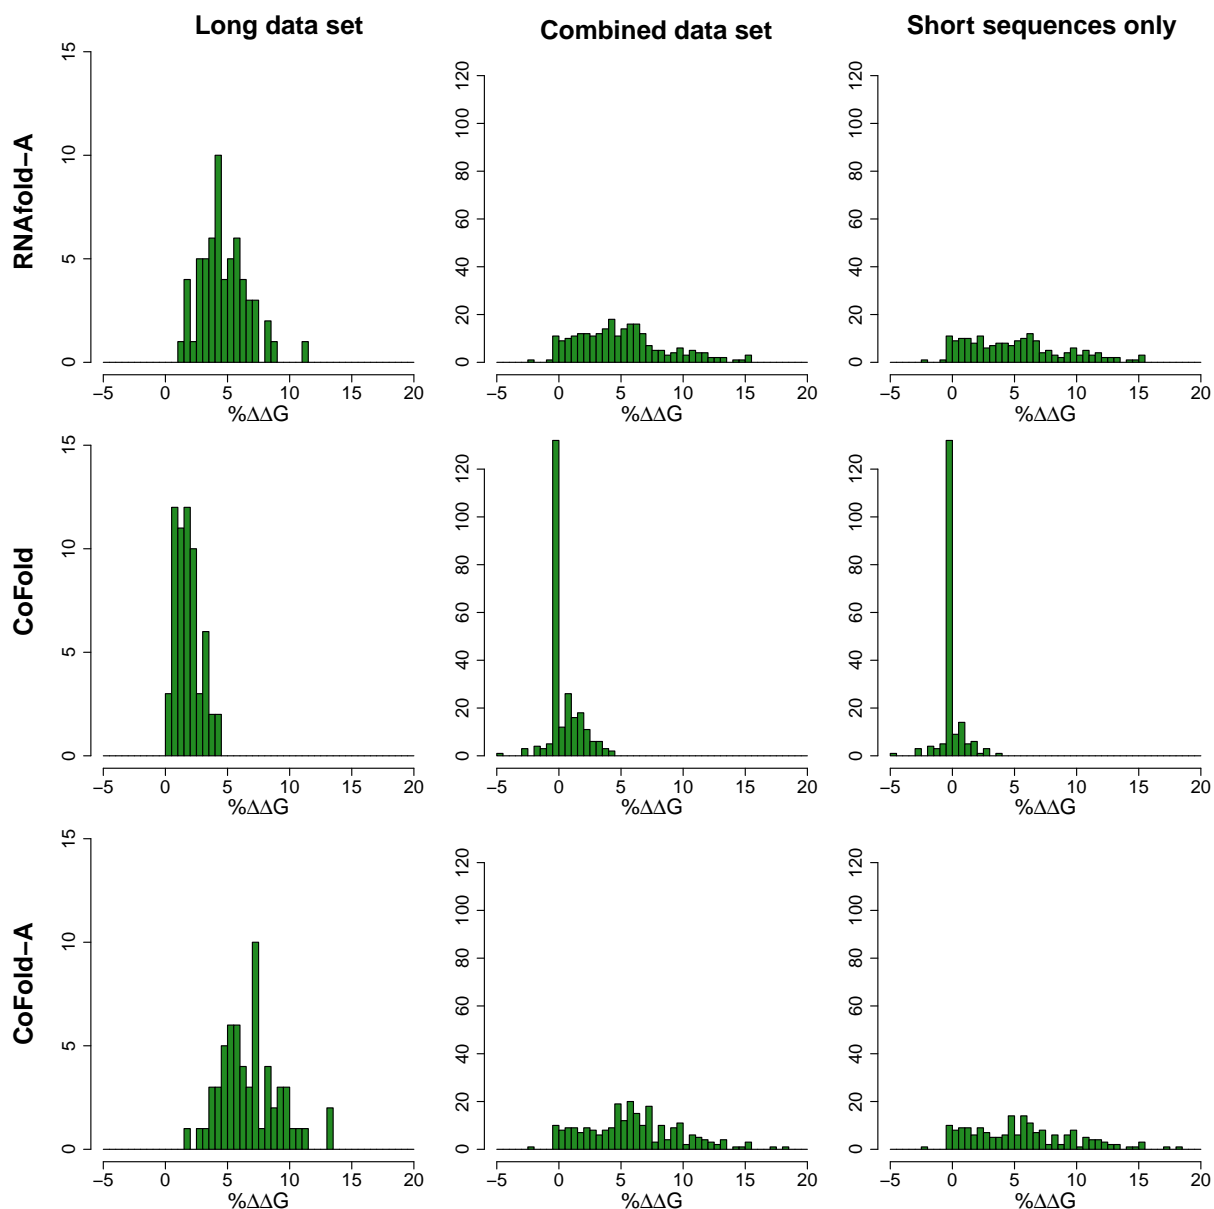 Long data set
Combined data set
Short sequences only
RNAfold−A
0 5 10 15
−5 0 5 10 15 20
%ΔΔG
0 20 40 60 80 100 120
−5 0 5 10 15 20
%ΔΔG
0 20 40 60 80 100 120
−5 0 5 10 15 20
%ΔΔG
CoFold
0 5 10 15
−5 0 5 10 15 20
%ΔΔG
0 20 40 60 80 100 120
−5 0 5 10 15 20
%ΔΔG
0 20 40 60 80 100 120
−5 0 5 10 15 20
%ΔΔG
CoFold−A
0 5 10 15
−5 0 5 10 15 20
%ΔΔG
0 20 40 60 80 100 120
−5 0 5 10 15 20
%ΔΔG
0 20 40 60 80 100 120
−5 0 5 10 15 20
%ΔΔG